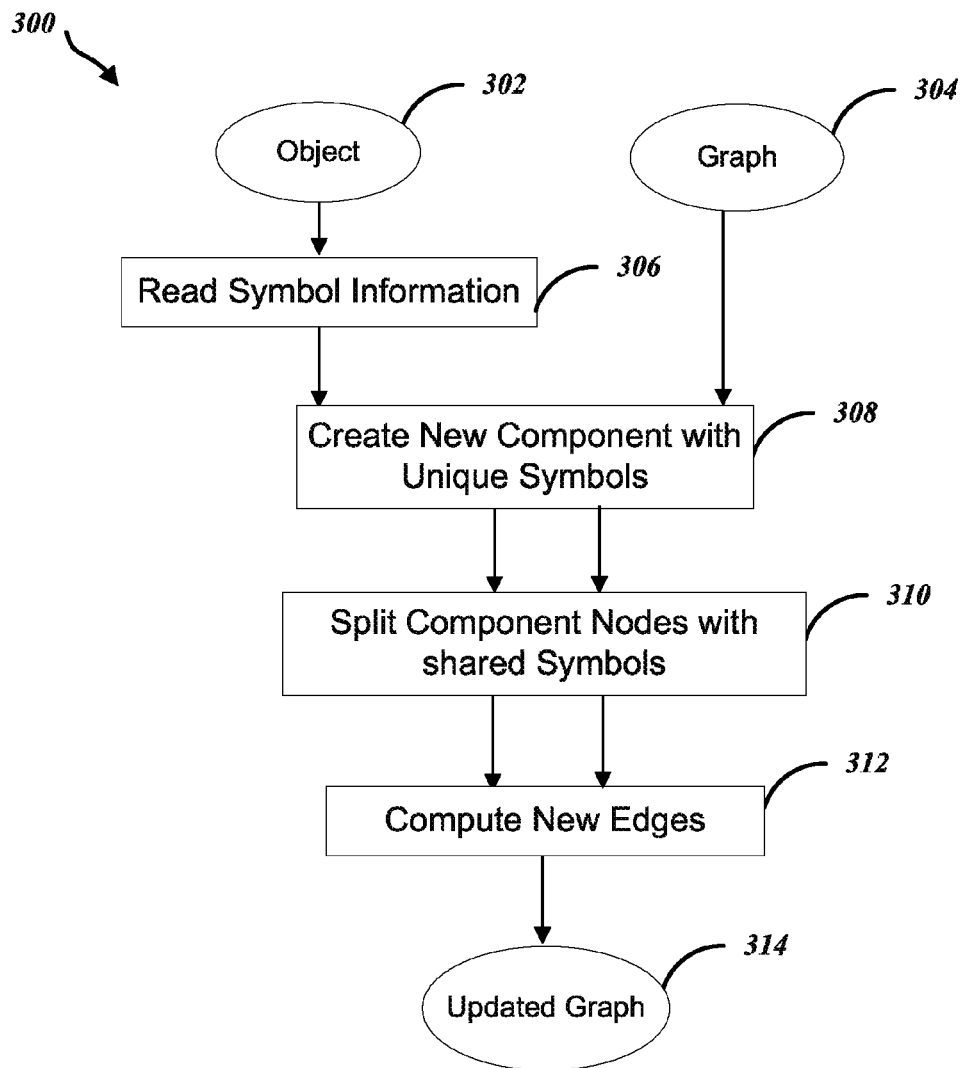 300
302
304
Object
Graph
306
Read Symbol Information
308
Create New Component with
Unique Symbols
310
Split Component Nodes with
shared Symbols
312
Compute New Edges
314
Updated Graph